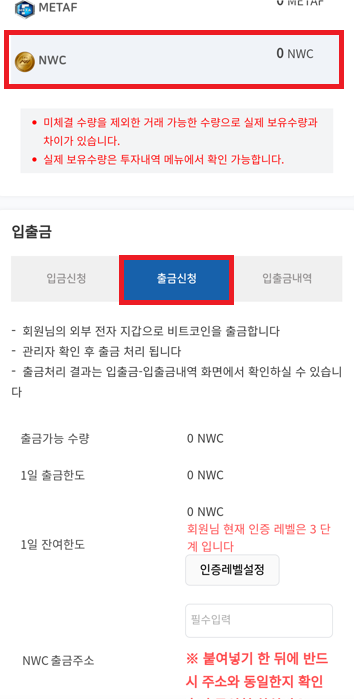 METAF 0 METAF
NWC 0 NWC
• 미체결 수량을 제외한 거래 가능한 수량으로 실제 보유수량과
차이가 있습니다.
• 실제 보유수량은 투자내역 메뉴에서 확인 가능합니다.
입출금
입금신청 출금신청 입출금내역
- 회원님의 외부 전자 지갑으로 비트코인을 출금합니다
- 관리자 확인 후 출금 처리 됩니다
- 출금처리 결과는 입출금-입출금내역 화면에서 확인하실 수 있습니
다
출금가능 수량 0 NWC
1일 출금한도 0 NWC
0 NWC
회원님 현재 인증 레벨은 3 단
계 입니다
1일 잔여한도
인증레벨설정
필수입력
NWC 출금주소
※ 붙여넣기 한 뒤에 반드
시 주소와 동일한지 확인